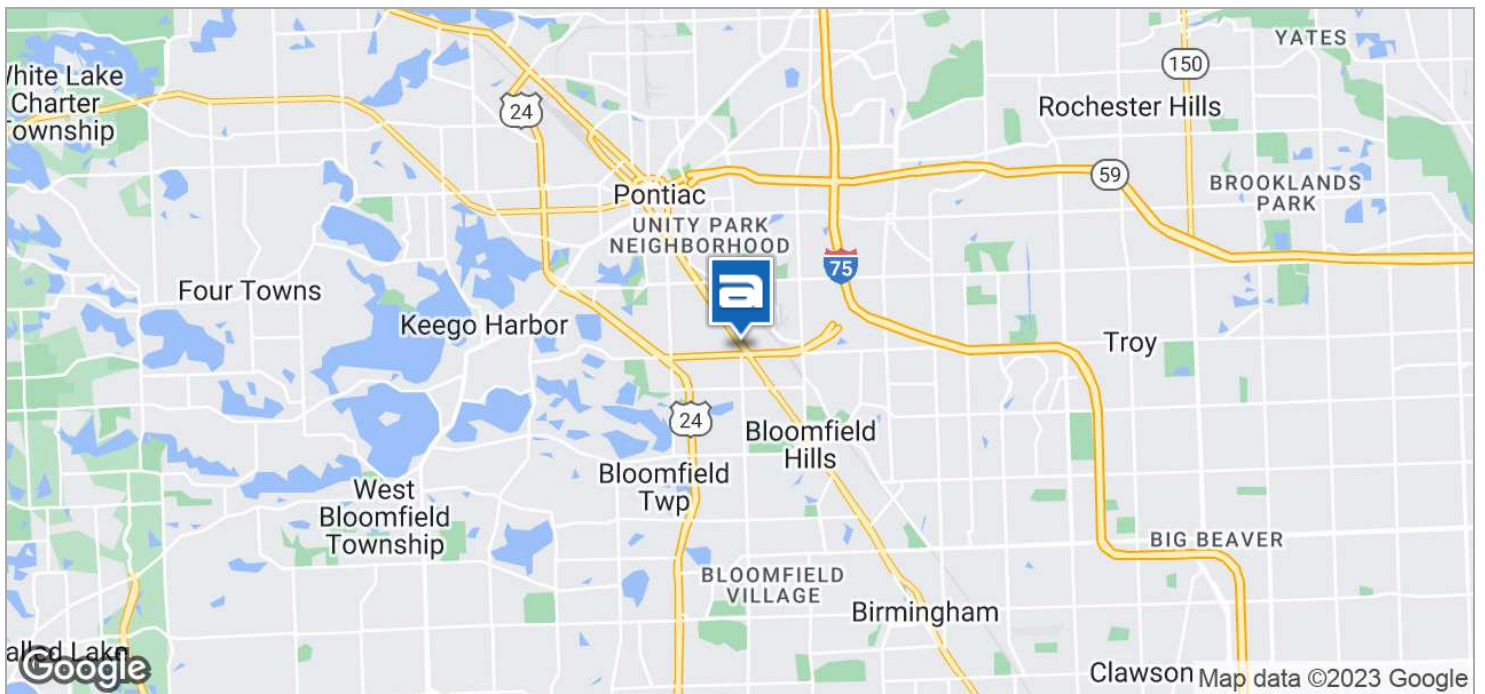 YATES
150
White Lake
Charter
Township
24
Rochester Hills
59
Pontiac
BROOKLANDS
PARK
UNITY PARK
NEIGHBORHOOD
75
a
Four Towns
Keego Harbor
Troy
24
Bloomfield
Hills
Bloomfield
Twp
West
Bloomfield
Township
BIG BEAVER
BLOOMFIELD
VILLAGE
Birmingham
alled Lake
Google
Clawson
Map data ©2023 Google